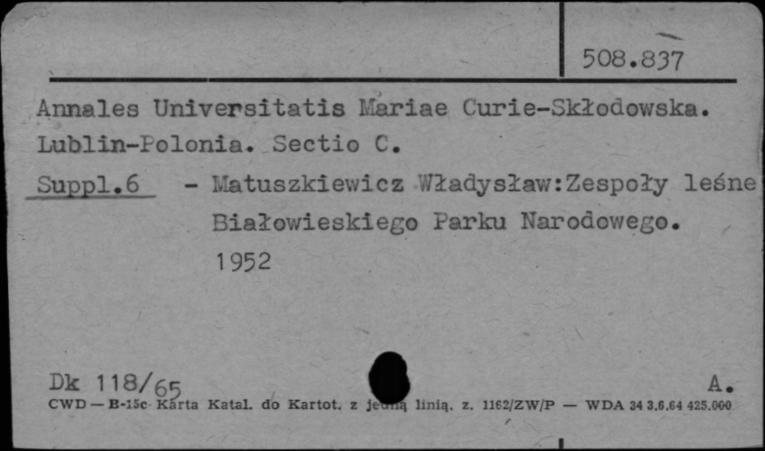 508.837
Annales Universitatis Mariae Curie-Skłodowska.
Lublin-Polonia. Sectio C.
Suppl.6 - Matuszkiewicz Władysław:Zespoły leśne
Białowieskiego Parku Narodowego.
1952
Dk 118/65 A.
CWD — B-15c Karta Katal. do Kartot. z jedną linią. z. 1162/ZW/P — WDA 34 3.6.64 425.000